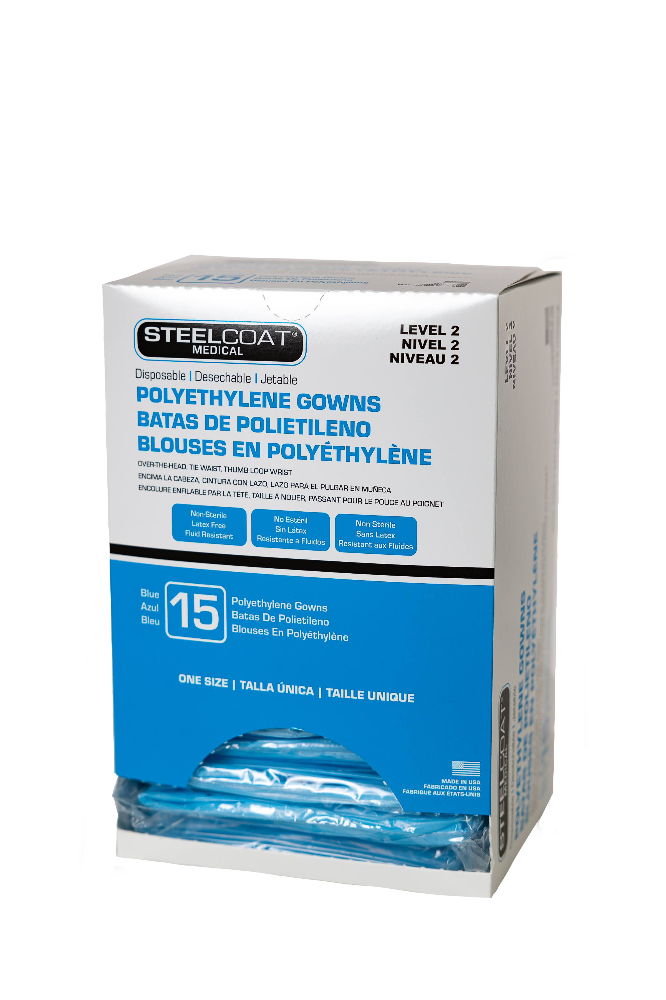 15
Blouses En Polyéthylène
STEELCOAT®
MEDICAL
LEVEL 2
NIVEL 2
NIVEAU 2
Disposable | Desechable | Jetable
POLYETHYLENE GOWNS
BATAS DE POLIETILENO
BLOUSES EN POLYÉTHYLÈNE
OVER-THE-HEAD, TIE WAIST, THUMB LOOP WRIST
ENCIMA LA CABEZA, CINTURA CON LAZO, LAZO PARA EL PULGAR EN MUÑECA
ENCOLURE ENFILABLE PAR LA TÉTE, TAILLE À NOUER, PASSANT POUR LE POUCE AU POIGNET
Non-Sterile
Latex Free
Fluid Resistant
No Estéril
Sin Látex
Resistente a Fluidos
Non Stérile
Sans Latex
Résistant aux Fluides
Blue
Azul
Bleu
15
Polyethylene Gowns
Batas De Polietileno
Blouses En Polyéthylène
ONE SIZE | TALLA ÚNICA | TAILLE UNIQUE
MADE IN USA
FABRICADO EN USA
FABRIQUÉ AUX ÉTATS-UNIS
LEVEL 2
NIVEL 2
NIVEAU 2
STEELCOAT®
MEDICAL
POLYETHYLENE GOWNS
BATAS DE POLIETILENO
BLOUSES EN POLYÉTHYLÈNE